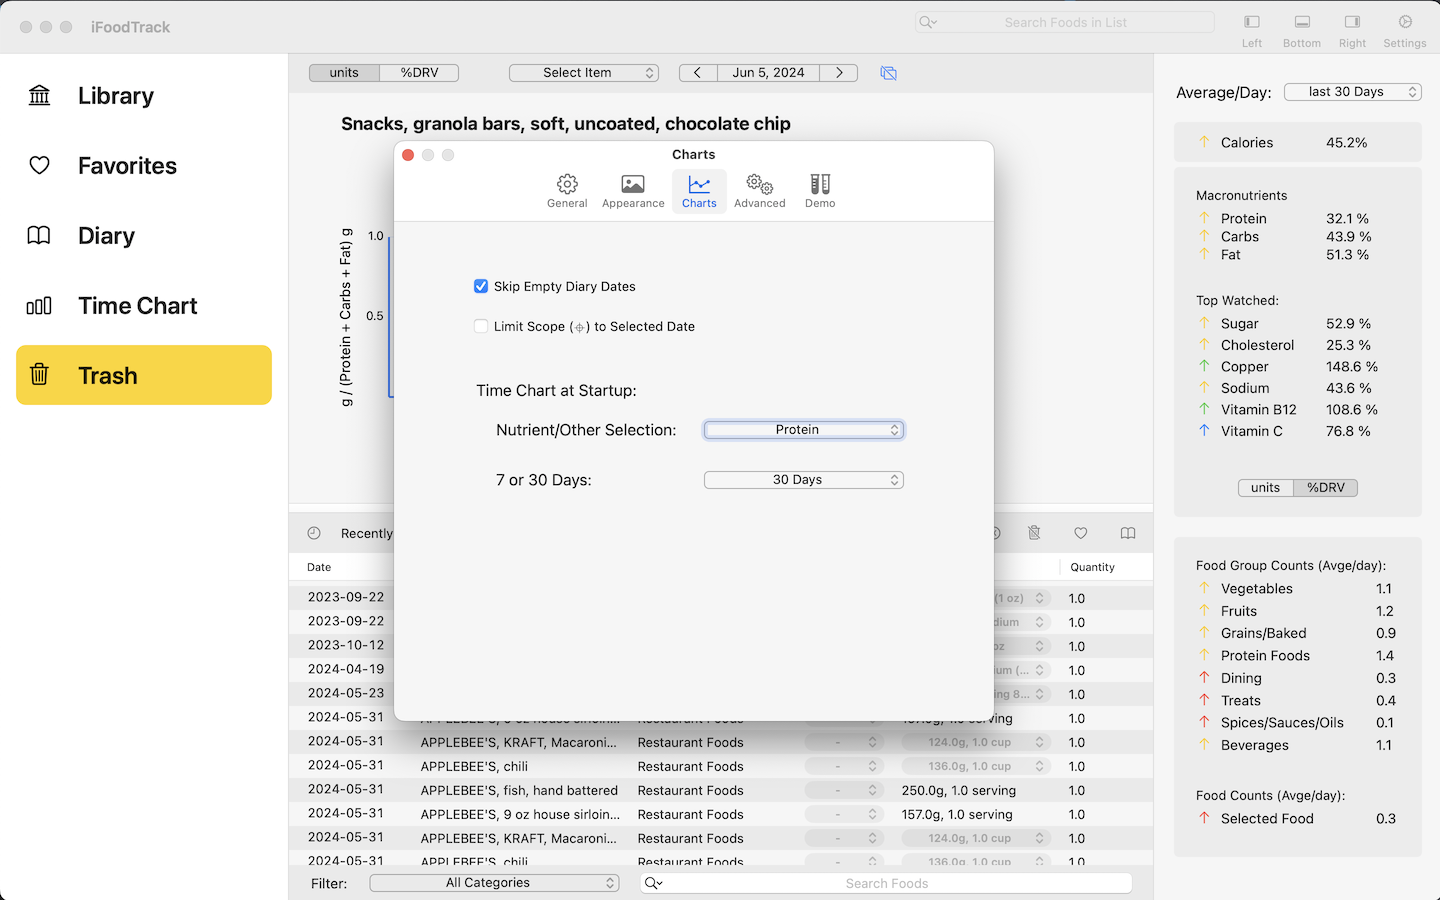 iFoodTrack
Search Foods in List
Left
Bottom
Right
Settings
Library
Favorites
Diary
Time Chart
Trash
units
%DRV
Select Item
Jun 5, 2024
Snacks, granola bars, soft, uncoated, chocolate chip
g / (Protein + Carbs + Fat) g
1.0
0.5
Charts
General
Appearance
Charts
Advanced
Demo
Skip Empty Diary Dates
Limit Scope ( ) to Selected Date
Time Chart at Startup:
Nutrient/Other Selection:
Protein
7 or 30 Days:
30 Days
Recently
Date
Quantity
2023-09-22 (1 oz) 1.0
2023-09-22 1.0
2023-10-12 oz 1.0
2024-04-19 1.0
2024-05-23 1.0
2024-05-31 APPLEBEE'S, 9 oz house sirloin... Restaurant Foods - 157.0g, 1.0 serving 1.0
2024-05-31 APPLEBEE'S, KRAFT, Macaroni... Restaurant Foods - 124.0g, 1.0 cup 1.0
2024-05-31 APPLEBEE'S, chili Restaurant Foods - 136.0g, 1.0 cup 1.0
2024-05-31 APPLEBEE'S, fish, hand battered Restaurant Foods - 250.0g, 1.0 serving 1.0
2024-05-31 APPLEBEE'S, 9 oz house sirloin... Restaurant Foods - 157.0g, 1.0 serving 1.0
2024-05-31 APPLEBEE'S, KRAFT, Macaroni... Restaurant Foods - 124.0g, 1.0 cup 1.0
2024-05-31 APPLEBEE'S, chili Restaurant Foods - 136.0g, 1.0 cup 1.0
Filter:
All Categories
Search Foods
Average/Day:
last 30 Days
Calories 45.2%
Macronutrients
Protein 32.1 %
Carbs 43.9 %
Fat 51.3 %
Top Watched:
Sugar 52.9 %
Cholesterol 25.3 %
Copper 148.6 %
Sodium 43.6 %
Vitamin B12 108.6 %
Vitamin C 76.8 %
units
%DRV
Food Group Counts (Avge/day):
Vegetables 1.1
Fruits 1.2
Grains/Baked 0.9
Protein Foods 1.4
Dining 0.3
Treats 0.4
Spices/Sauces/Oils 0.1
Beverages 1.1
Food Counts (Avge/day):
Selected Food 0.3